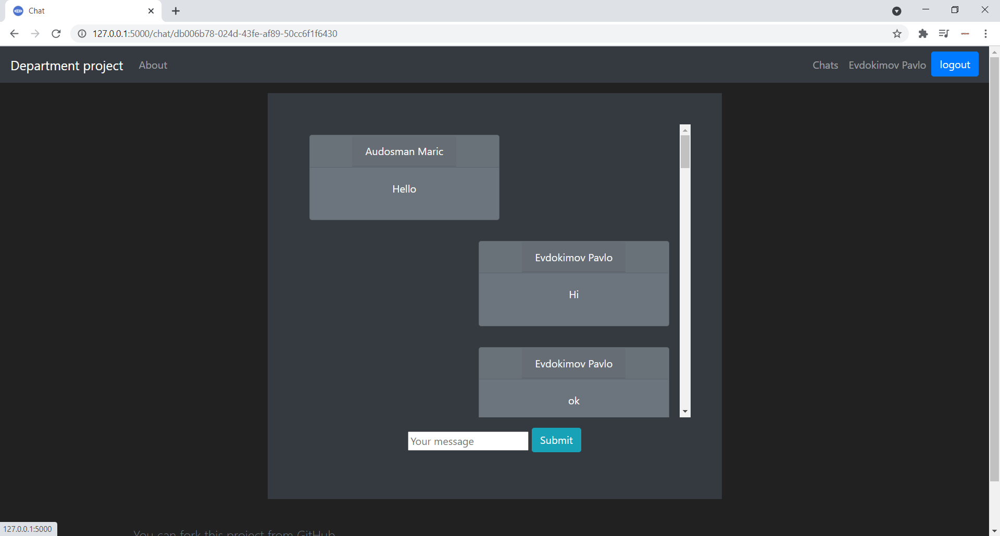 Chat
127.0.0.1:5000/chat/db006b78-024d-43fe-af89-50cc6f1f6430
Department project About Chats Evdokimov Pavlo logout
Audosman Maric
Hello
Evdokimov Pavlo
Hi
Evdokimov Pavlo
ok
Your message Submit
127.0.0.1:5000
You can fork this project from GitHub